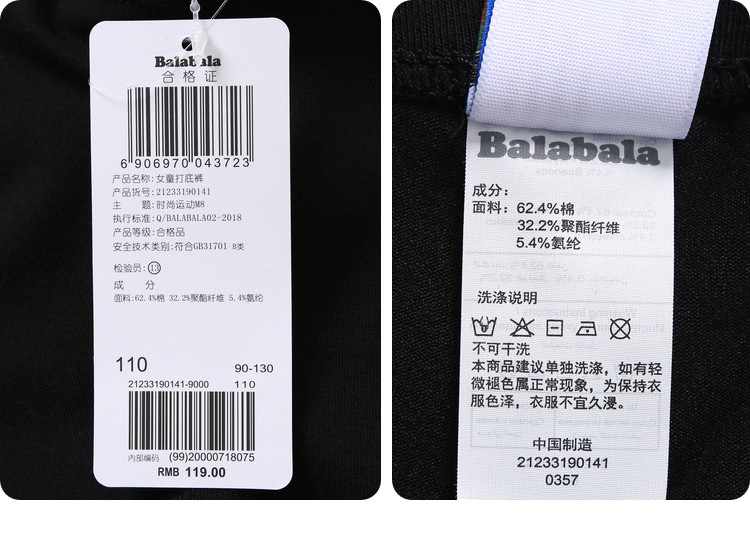 Balabala
合格证
6 906970 043723
产品名称:女童打底裤
产品货号:21233190141
主 题:时尚运动M8
执行标准:Q/BALABALA02-2018
产品等级:合格品
安全技术类别:符合GB31701 B类
检验员:⑬
成 分
面料:62.4%棉 32.2%聚酯纤维 5.4%氨纶
110 90-130
21233190141-9000 110
内部编码 (99)20000718075
RMB 119.00
Balabala
成分:
面料: 62.4%棉
32.2%聚酯纤维
5.4%氨纶
洗涤说明
不可干洗
本商品建议单独洗涤,如有轻
微褪色属正常现象,为保持衣
服色泽,衣服不宜久浸。
中国制造
21233190141
0357